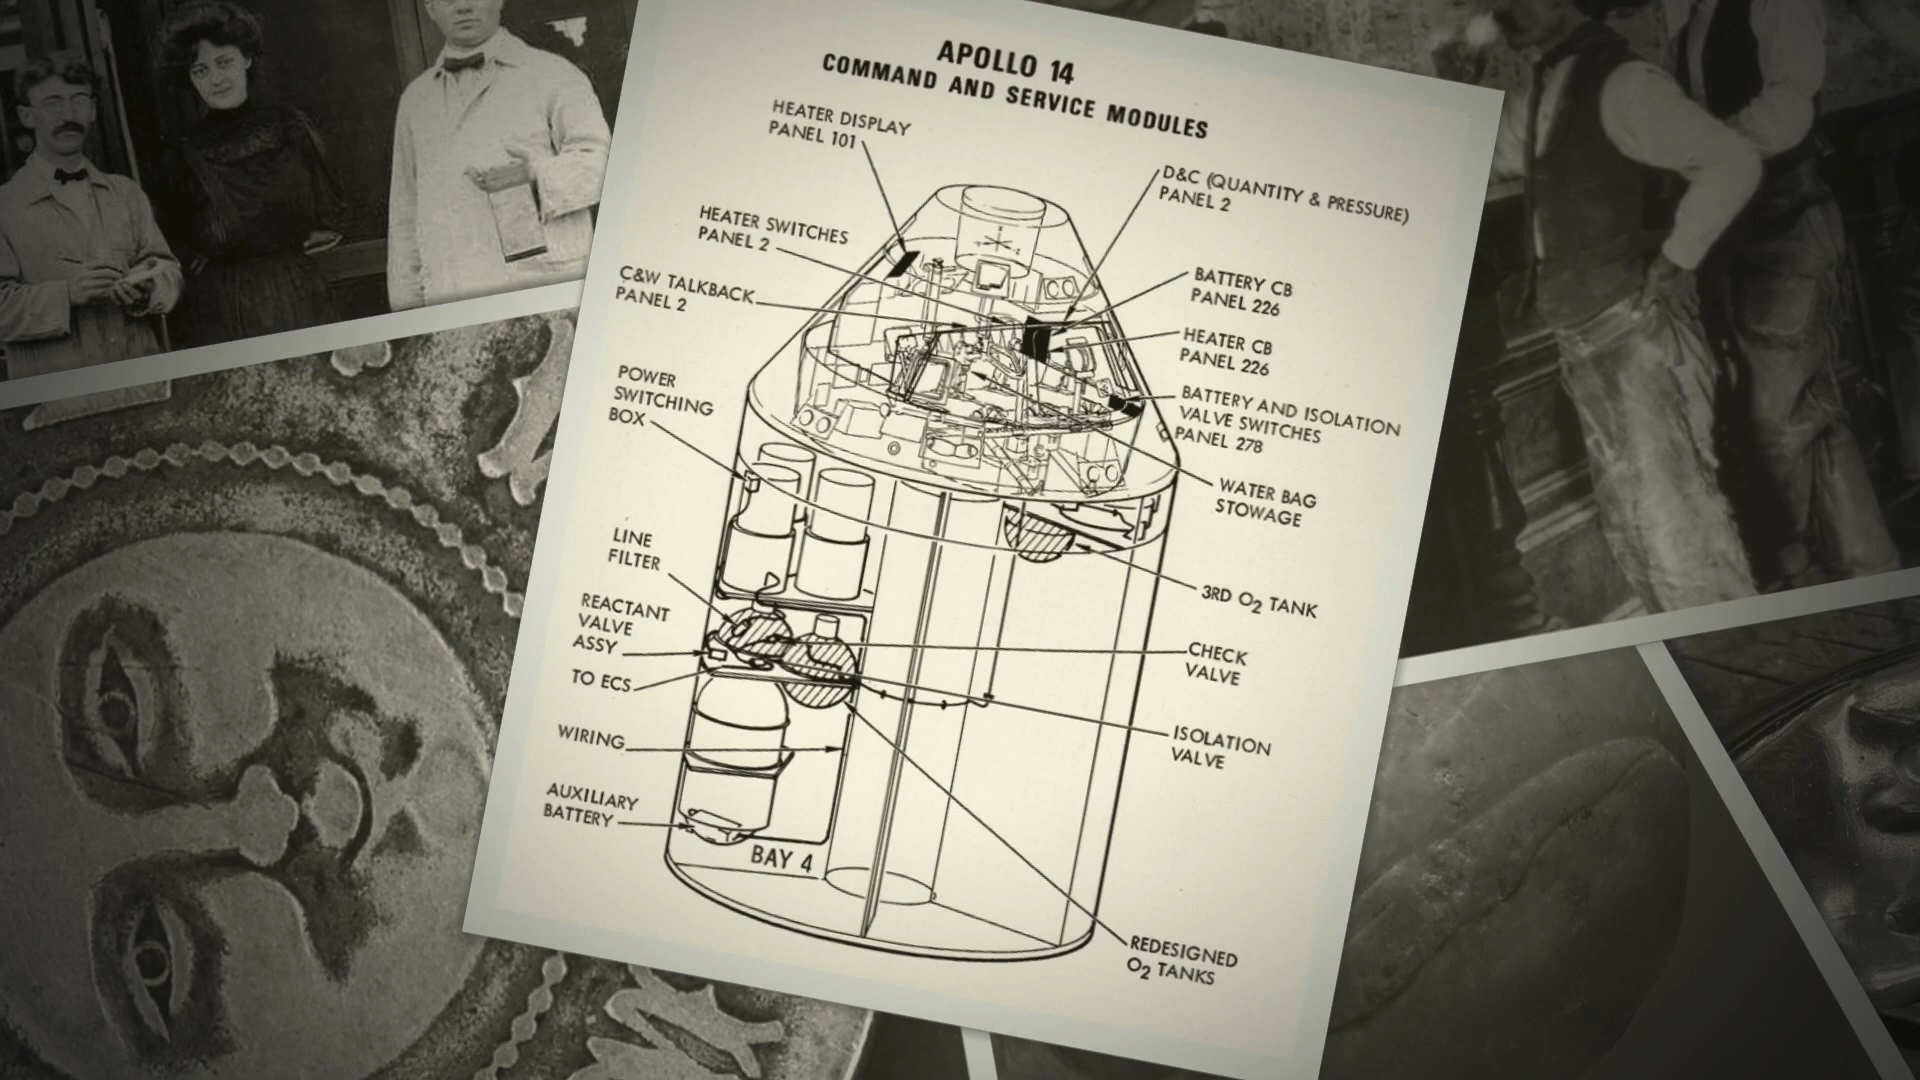 APOLLO 14
COMMAND AND SERVICE MODULES
HEATER DISPLAY
PANEL 101
D&C (QUANTITY & PRESSURE)
PANEL 2
HEATER SWITCHES
PANEL 2
C&W TALKBACK
PANEL 2
BATTERY CB
PANEL 226
HEATER CB
PANEL 226
POWER
SWITCHING
BOX
BATTERY AND ISOLATION
VALVE SWITCHES
PANEL 278
WATER BAG
STOWAGE
LINE
FILTER
3RD O2 TANK
REACTANT
VALVE
ASSY
CHECK
VALVE
TO ECS
WIRING
ISOLATION
VALVE
AUXILIARY
BATTERY
BAY 4
REDESIGNED
O2 TANKS